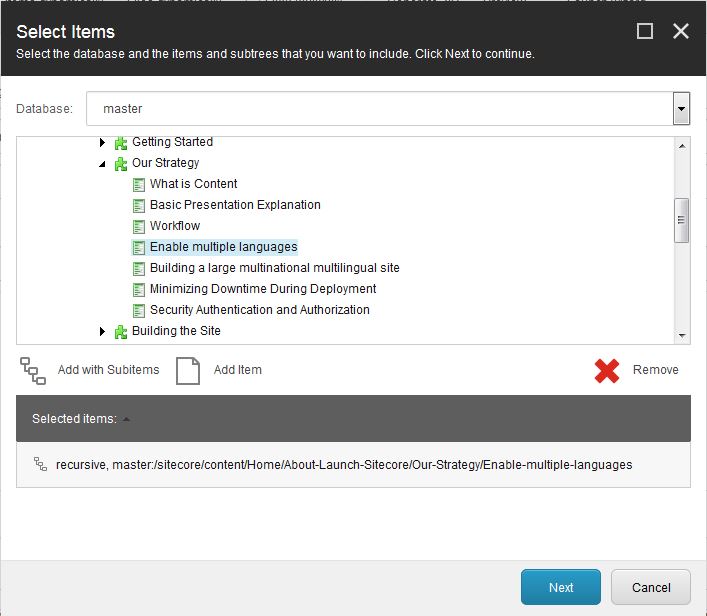 Select Items
Select the database and the items and subtrees that you want to include. Click Next to continue.
Database: master
Getting Started
Our Strategy
What is Content
Basic Presentation Explanation
Workflow
Enable multiple languages
Building a large multinational multilingual site
Minimizing Downtime During Deployment
Security Authentication and Authorization
Building the Site
Add with Subitems Add Item Remove
Selected items:
recursive, master:/sitecore/content/Home/About-Launch-Sitecore/Our-Strategy/Enable-multiple-languages
Next Cancel